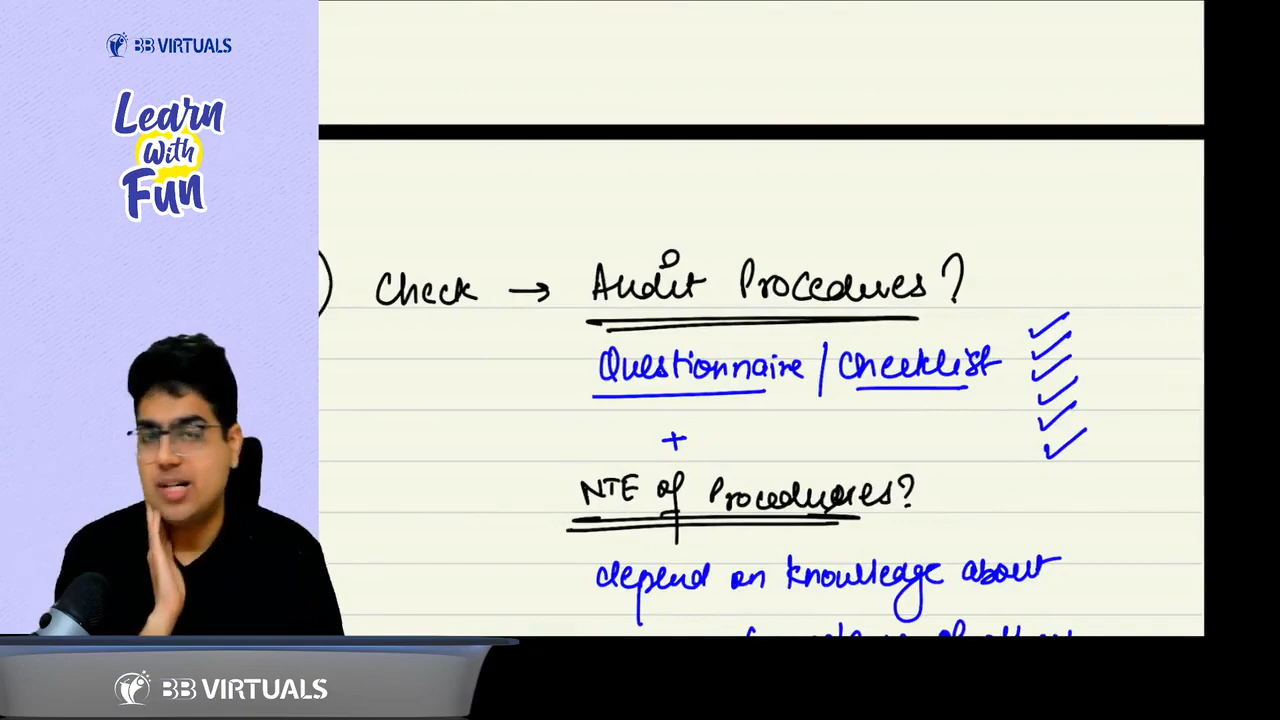 BB VIRTUALS
Learn
With
Fun
) Check → Audit Procedures?
Questionnaire / Checklist
+
NTE of Procedures?
depend on knowledge about
BB VIRTUALS